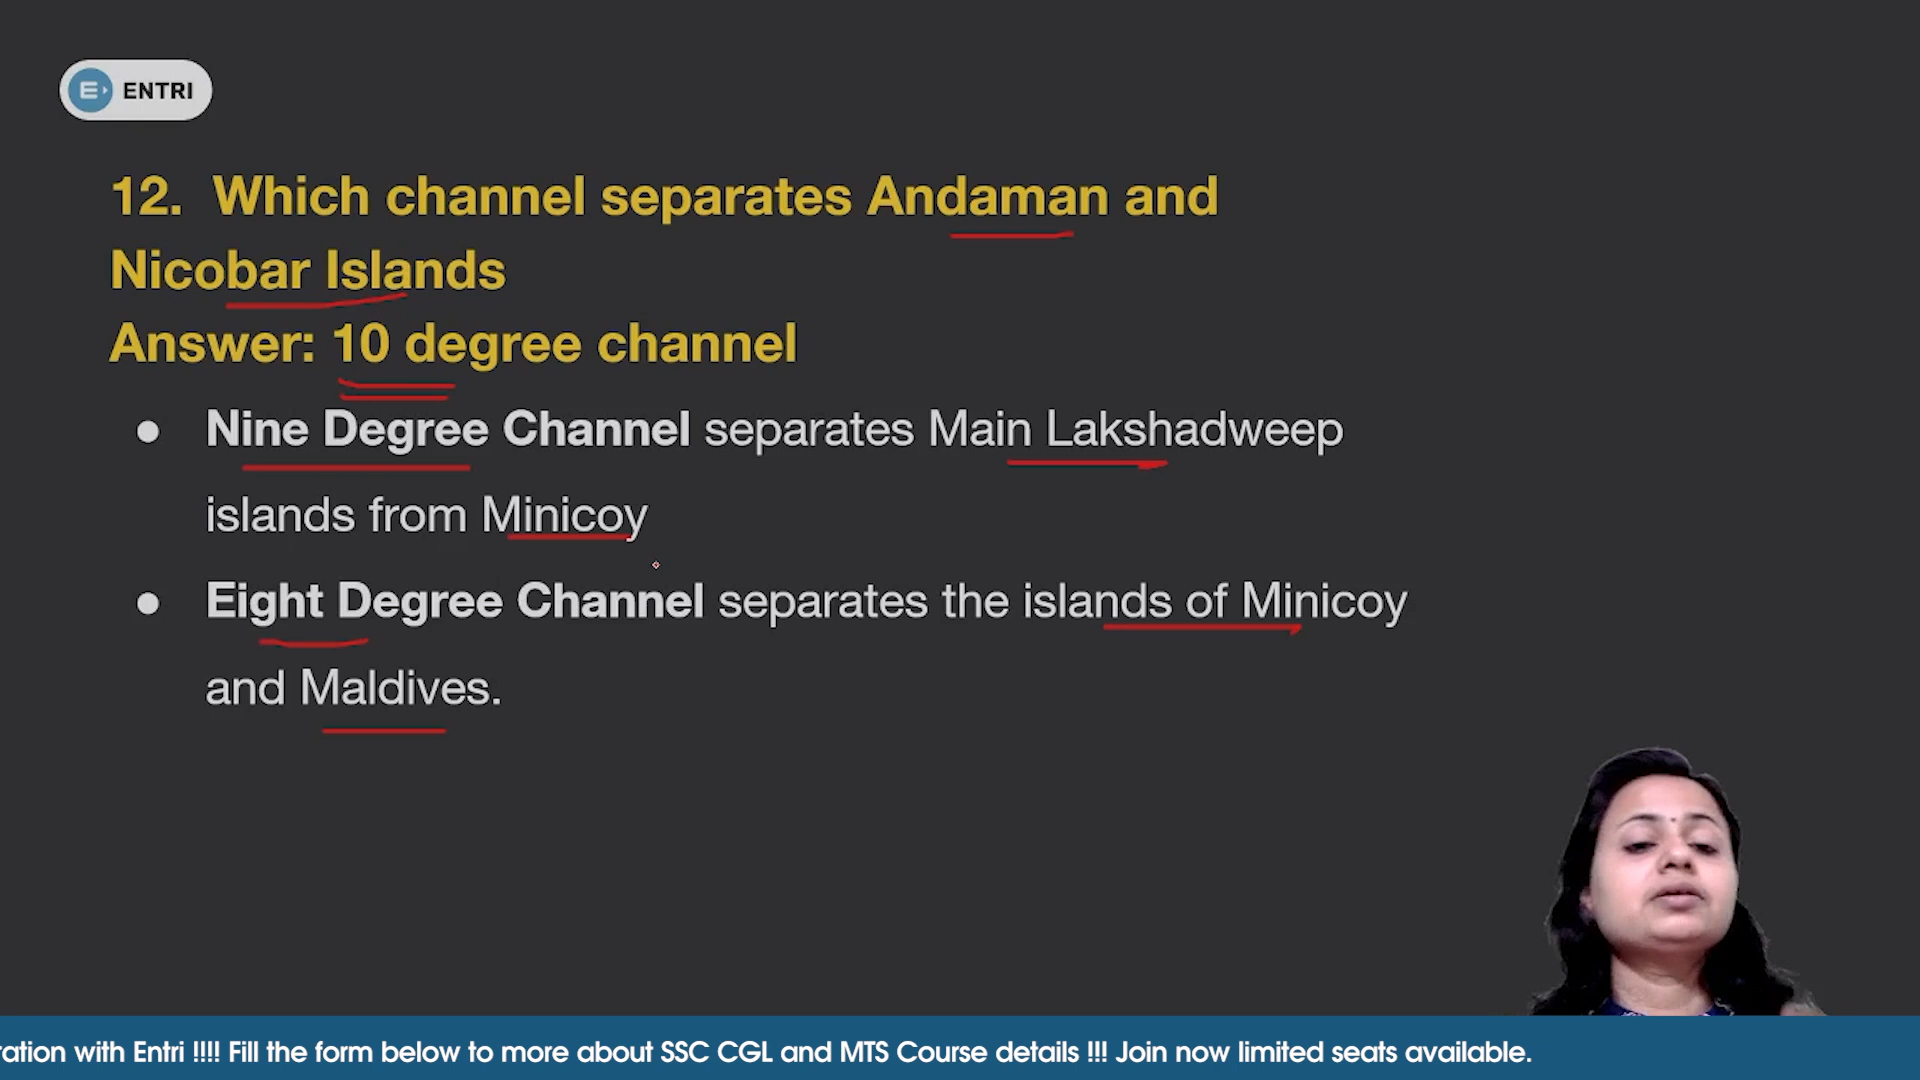 ENTRI
12. Which channel separates Andaman and
Nicobar Islands
Answer: 10 degree channel
● Nine Degree Channel separates Main Lakshadweep
islands from Minicoy
● Eight Degree Channel separates the islands of Minicoy
and Maldives.
with Entri !!!! Fill the form below to more about SSC CGL and MTS Course details !!! Join now limited seats available.